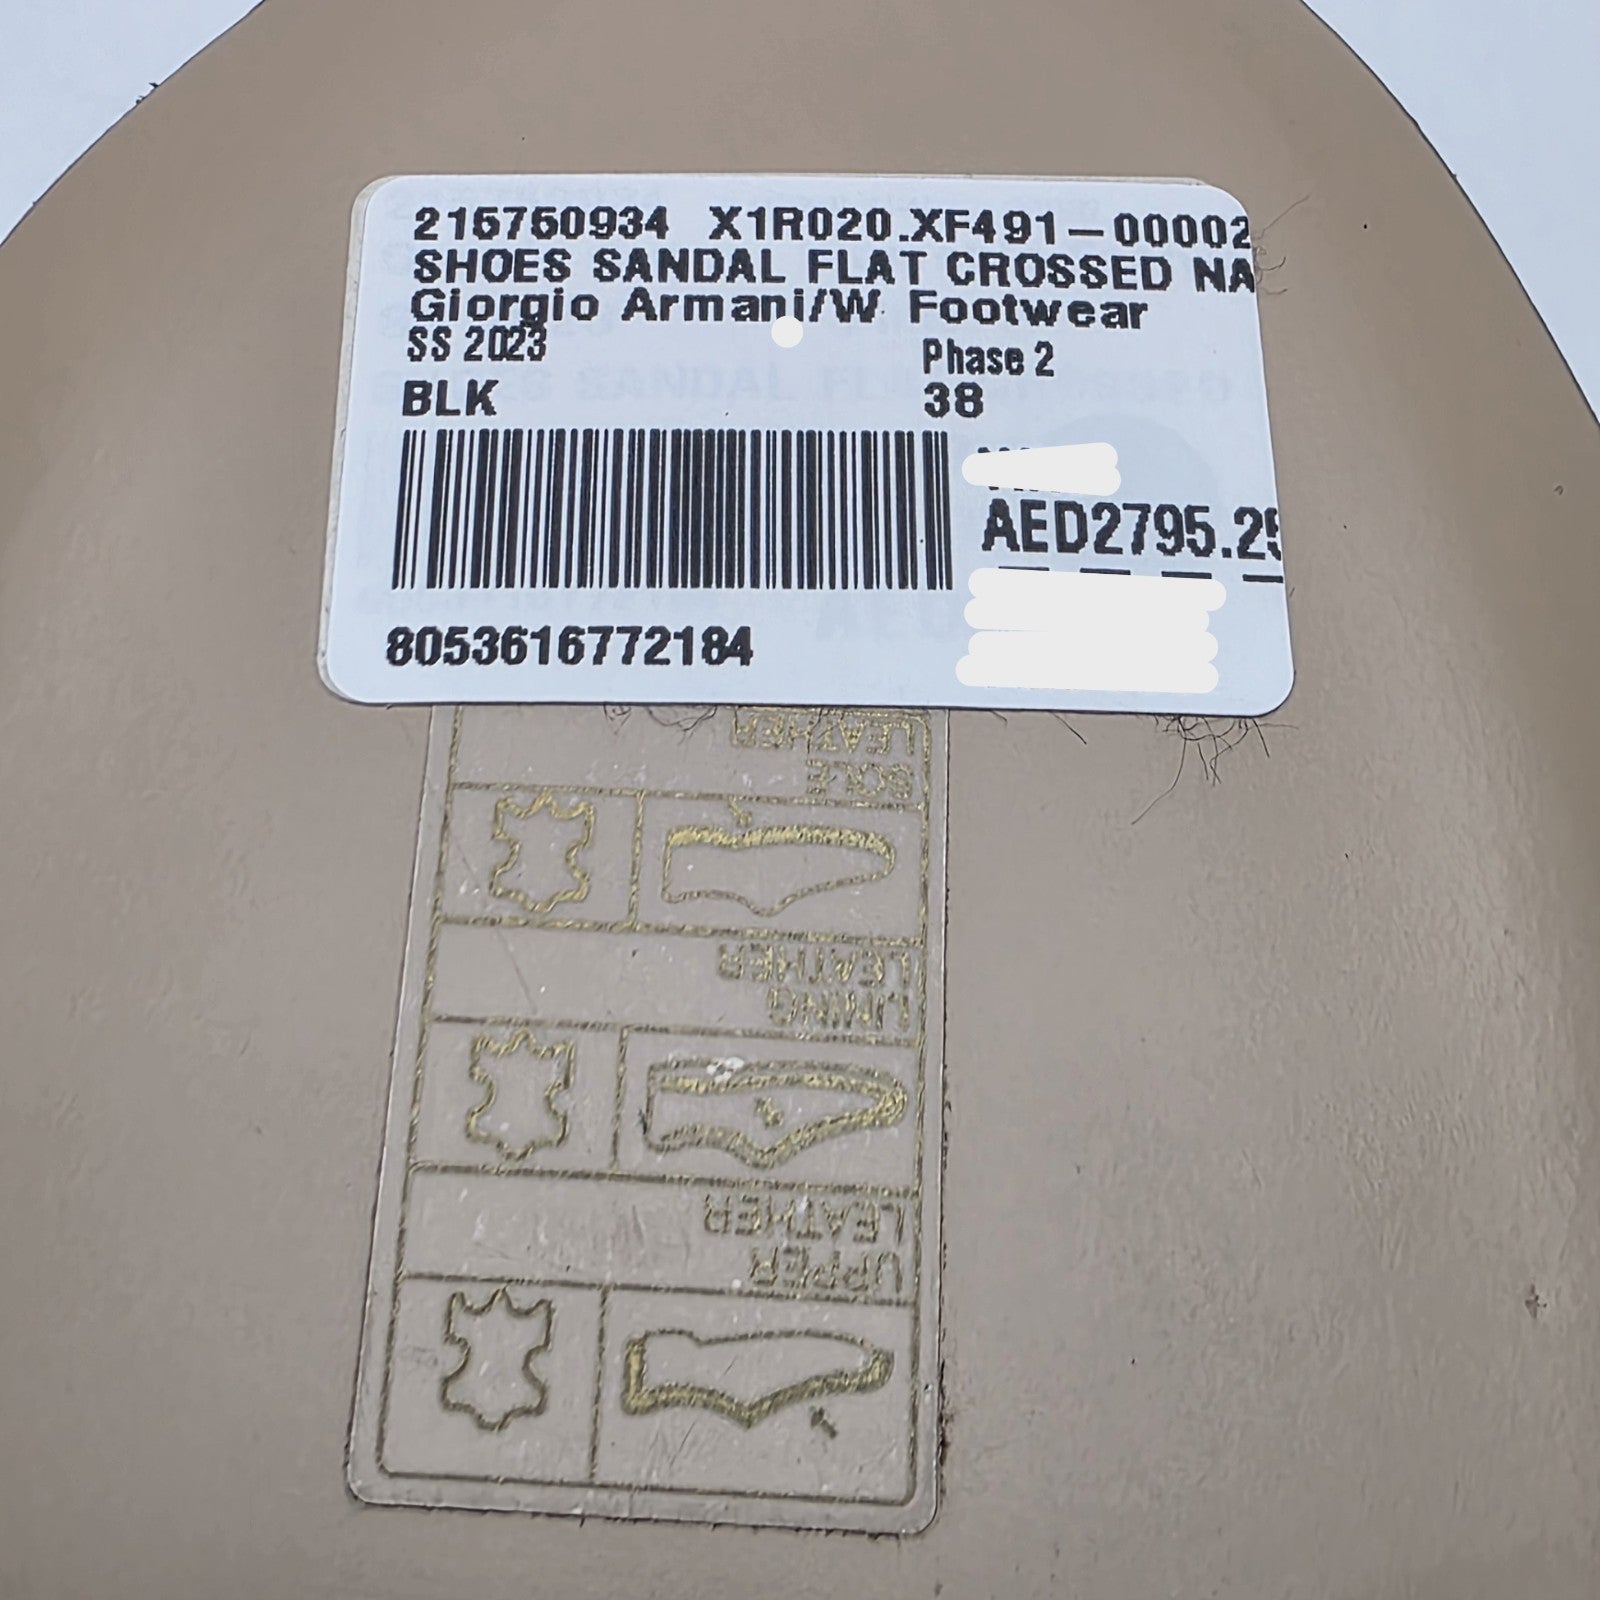 215750934 X1R020.XF491-00002
SHOES SANDAL FLAT CROSSED NA
Giorgio Armani/W Footwear
SS 2023
Phase 2
BLK
38
AED2795.25
8053616772184
LEATHER
SOLE
LEATHER
LINING
LEATHER
UPPER